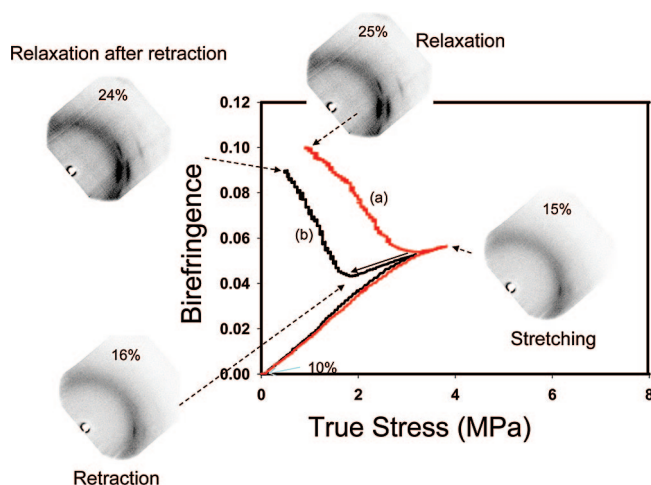 25%
Relaxation
Relaxation after retraction
24%
0.12
0.10
0.08
0.06
0.04
0.02
0.00
Birefringence
(a)
(b)
15%
Stretching
16%
Retraction
10%
0
2
4
6
8
True Stress (MPa)